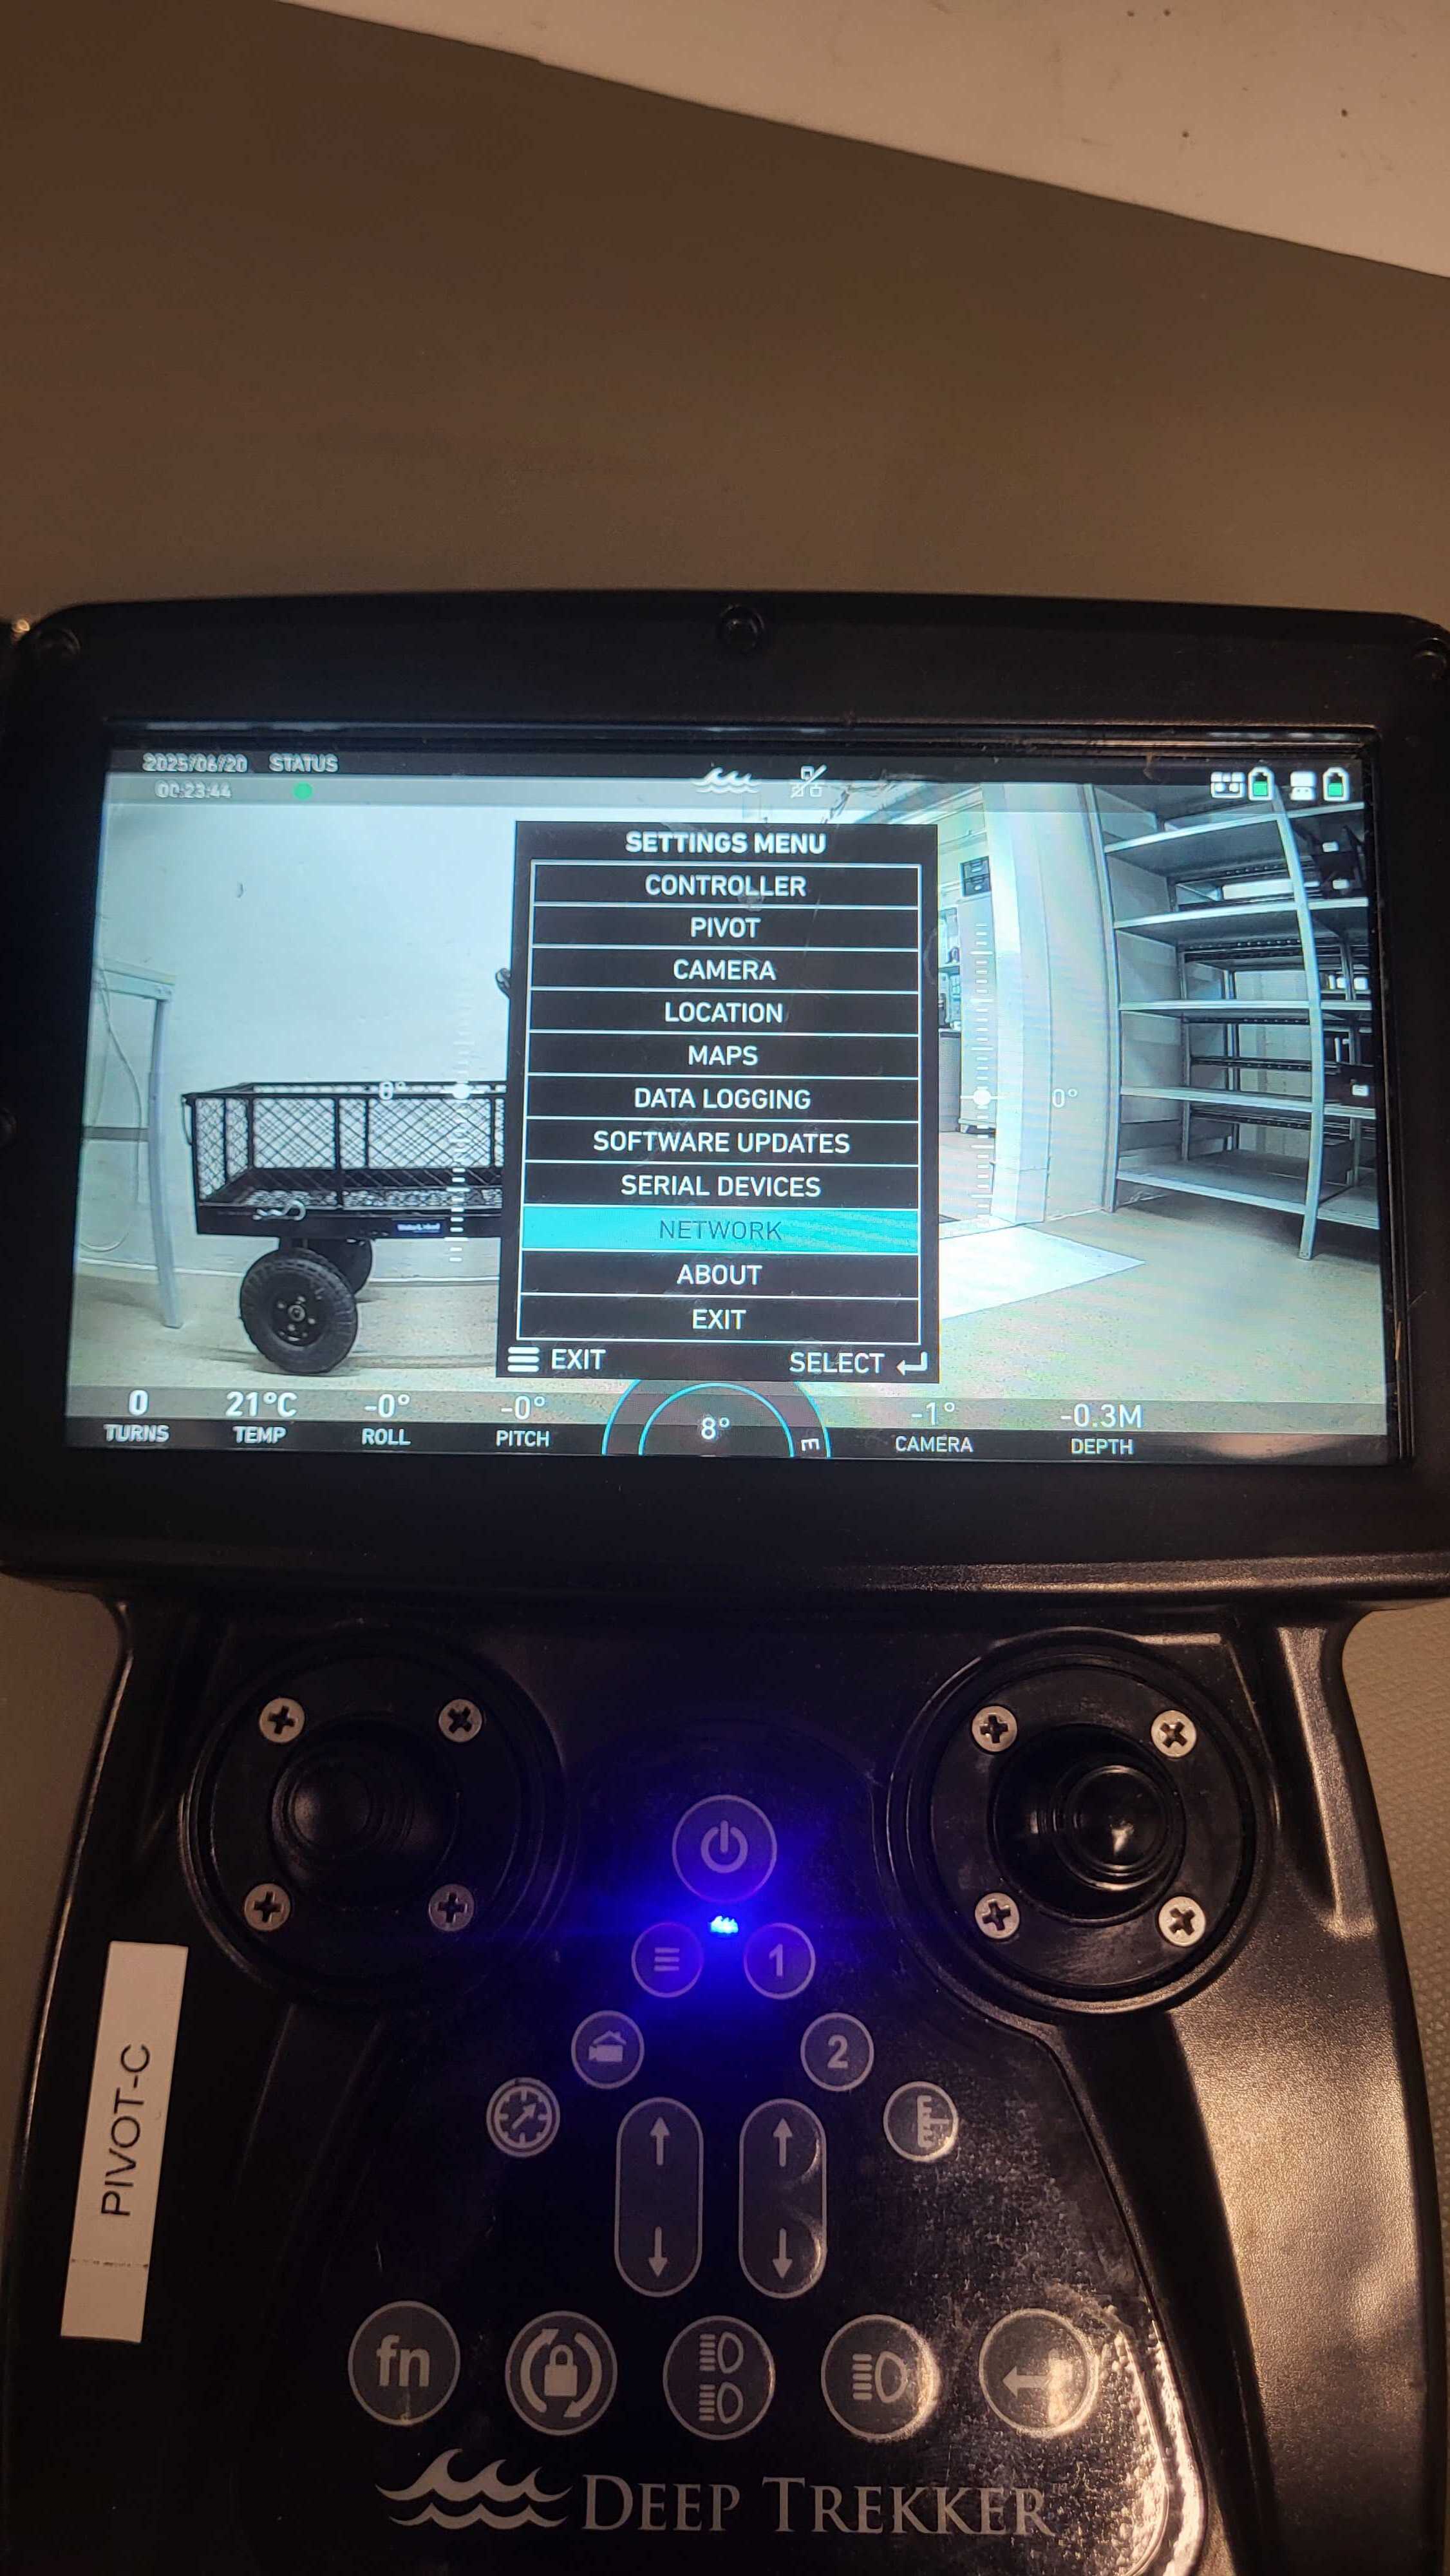 2025/06/20 STATUS
00:23:44
SETTINGS MENU
CONTROLLER
PIVOT
CAMERA
LOCATION
MAPS
DATA LOGGING
SOFTWARE UPDATES
SERIAL DEVICES
NETWORK
ABOUT
EXIT
EXIT SELECT
0° 0°
0 21°C -0° -0° 8° E -1° -0.3M
TURNS TEMP ROLL PITCH CAMERA DEPTH
1
2
PIVOT-C
fn
DEEP TREKKER